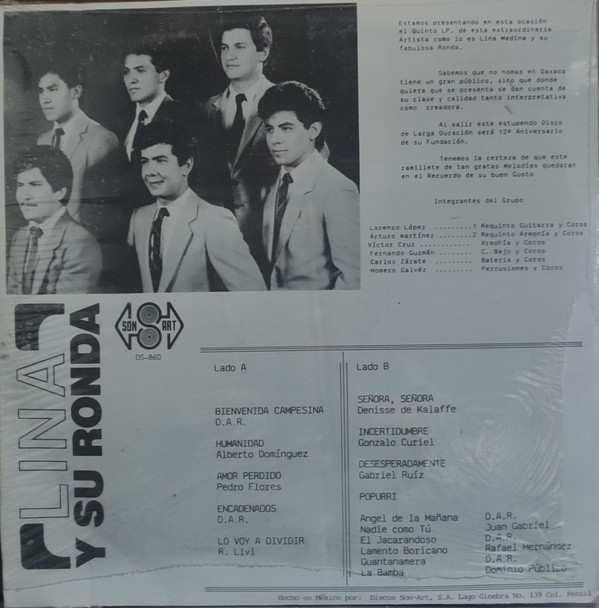 Estamos presentando en esta ocasión
el Quinto LP. de esta extraordinaria
Artista como lo es Lina Medina y su
fabulosa Ronda.
Sabemos que no nomas en Oaxaca
tiene un gran público, sino que donde
quiera que se presenta se dan cuenta de
su clase y calidad tanto interpretativa
como creadora.
Al salir este estupendo Disco
de Larga Duración será 12º Aniversario
de su Fundación.
Tenemos la certeza de que este
ramillete de tan gratas Melodías quedaran
en el Recuerdo de su buen Gusto
Integrantes del Grupo
Lorenzo López ......... 1 Requinto Guitarra y Coros
Arturo martínez ........ 2 Requinto Armonía y Coros
Víctor Cruz ............ Armonía y Coros
Fernando Guzmán ........ C. Bajo y Coros
Carlos Zárate ........ Batería y Coros
Homero Galvéz ........ Percusiones y Coros
LINA
Y SU RONDA
SON ART
DS-860
Lado A
BIENVENIDA CAMPESINA
D.A.R.
HUMANIDAD
Alberto Domínguez
AMOR PERDIDO
Pedro Flores
ENCADENADOS
D.A.R.
LO VOY A DIVIDIR
R. Livi
Lado B
SEÑORA, SEÑORA
Denisse de Kalaffe
INCERTIDUMBRE
Gonzalo Curiel
DESESPERADAMENTE
Gabriel Ruíz
POPURRI
Angel de la Mañana D.A.R.
Nadie como Tú Juan Gabriel
El Jacarandoso D.A.R.
Lamento Boricano Rafael Hernández
Guantanamera D.A.R.
La Bamba Dominio Público
Hecho en México por: Discos Son-Art, S.A. Lago Ginebra No. 139 Col. Pensil